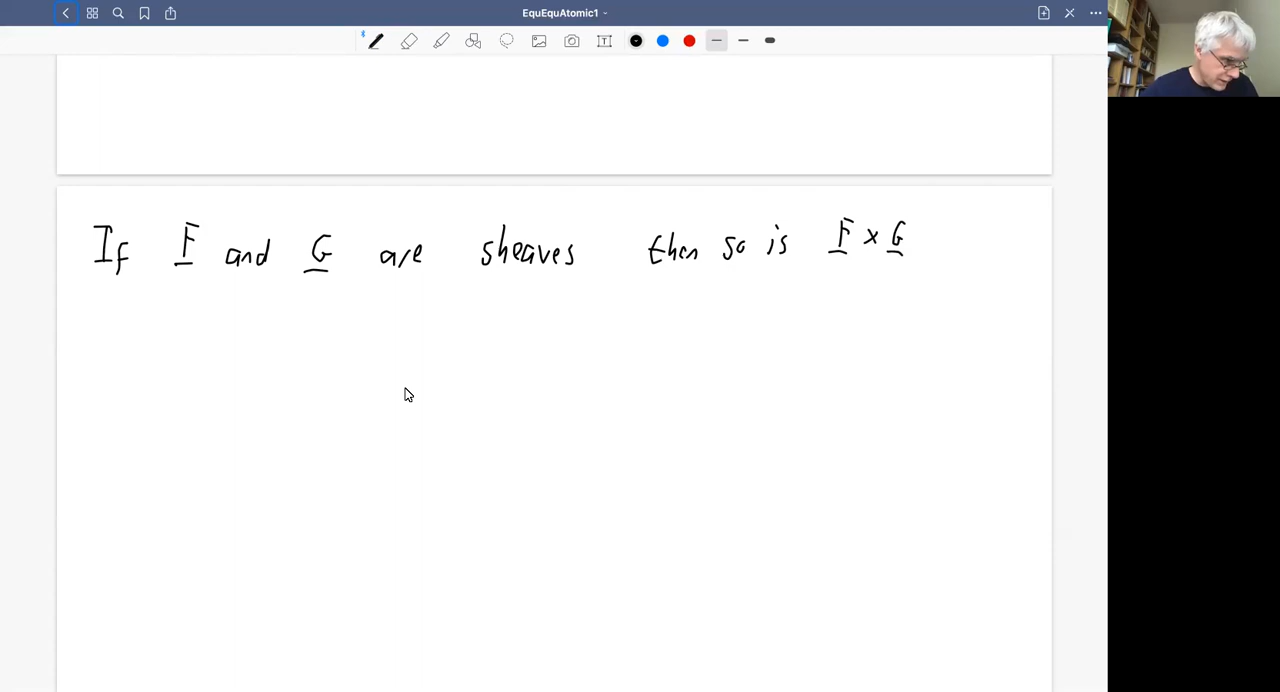 EquEquAtomic1
If F and G are sheaves then so is F × G